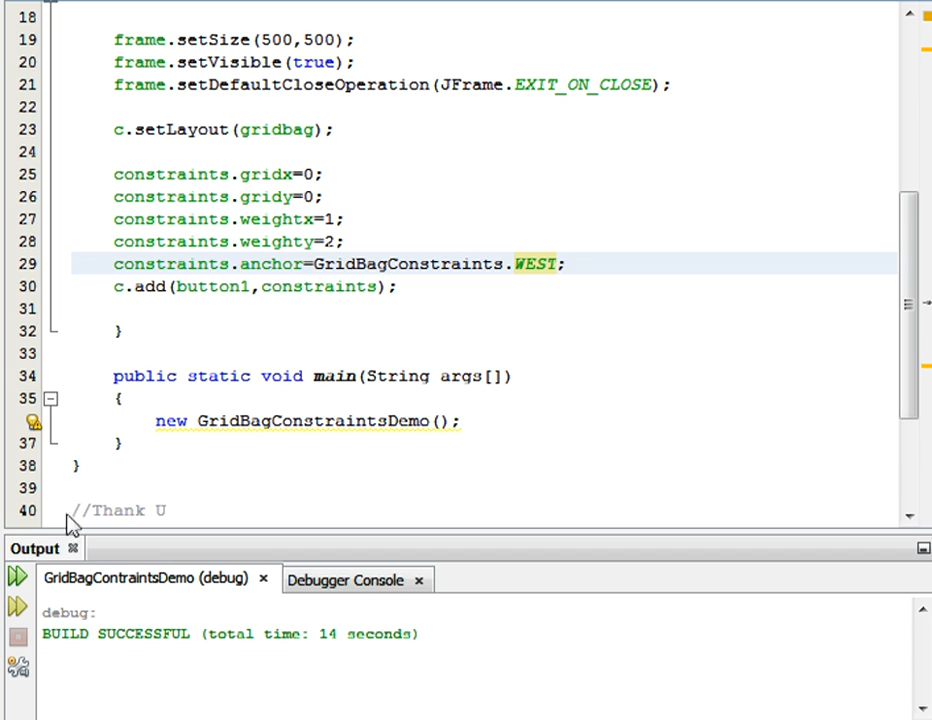 18
19 frame.setSize(500,500);
20 frame.setVisible(true);
21 frame.setDefaultCloseOperation(JFrame.EXIT_ON_CLOSE);
22
23 c.setLayout(gridbag);
24
25 constraints.gridx=0;
26 constraints.gridy=0;
27 constraints.weightx=1;
28 constraints.weighty=2;
29 constraints.anchor=GridBagConstraints.WEST;
30 c.add(button1,constraints);
31
32 }
33
34 public static void main(String args[])
35 {
new GridBagConstraintsDemo();
37 }
38 }
39
40 //Thank U
Output
GridBagContraintsDemo (debug) Debugger Console
debug:
BUILD SUCCESSFUL (total time: 14 seconds)